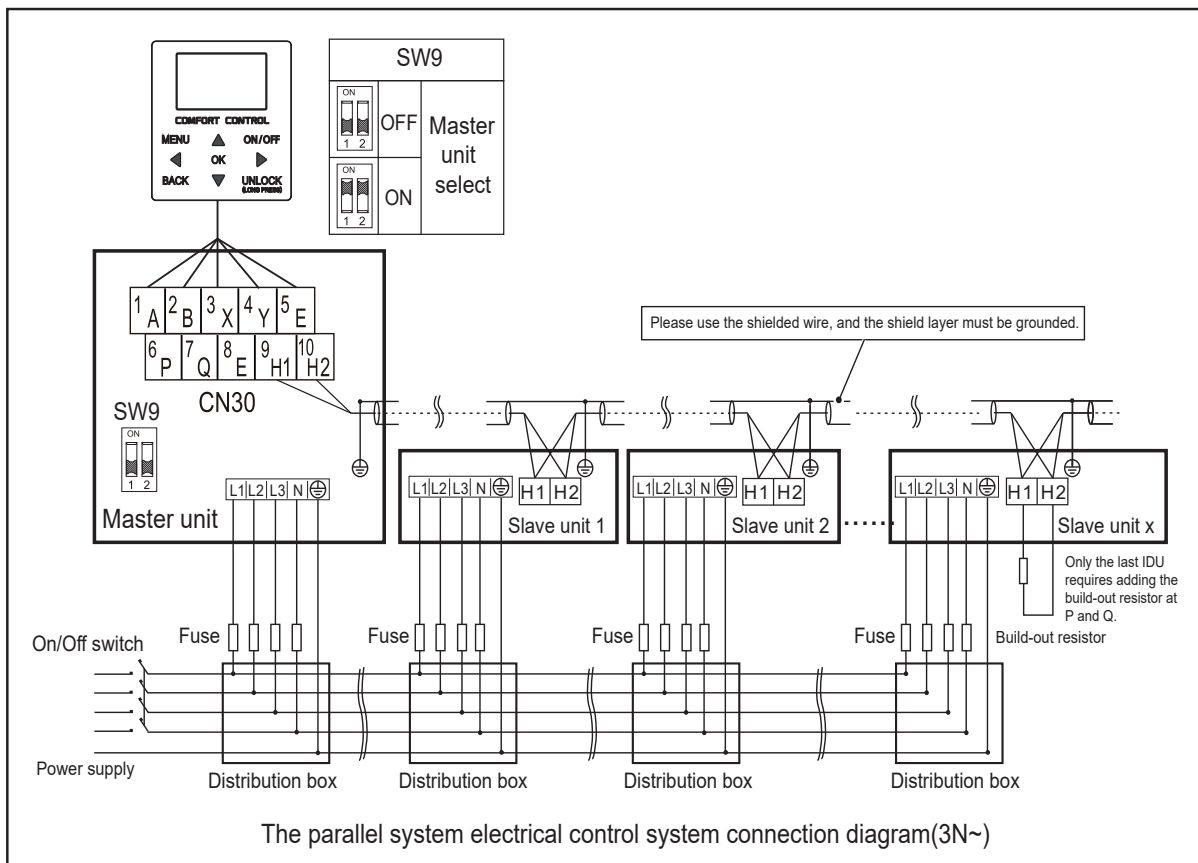 SW9
ON
1 2
OFF
ON
1 2
ON
Master
unit
select
COMFORT CONTROL
MENU ON/OFF
OK
BACK UNLOCK
(LONG PRESS)
1 A 2 B 3 X 4 Y 5 E
6 P 7 Q 8 E 9 H1 10 H2
CN30
SW9
ON
1 2
Master unit
L1 L2 L3 N
Please use the shielded wire, and the shield layer must be grounded.
L1 L2 L3 N
H1 H2
Slave unit 1
L1 L2 L3 N
H1 H2
Slave unit 2
L1 L2 L3 N
H1 H2
Slave unit x
Only the last IDU
requires adding the
build-out resistor at
P and Q.
Build-out resistor
On/Off switch
Fuse
Fuse
Fuse
Fuse
Power supply
Distribution box
Distribution box
Distribution box
Distribution box
The parallel system electrical control system connection diagram(3N~)